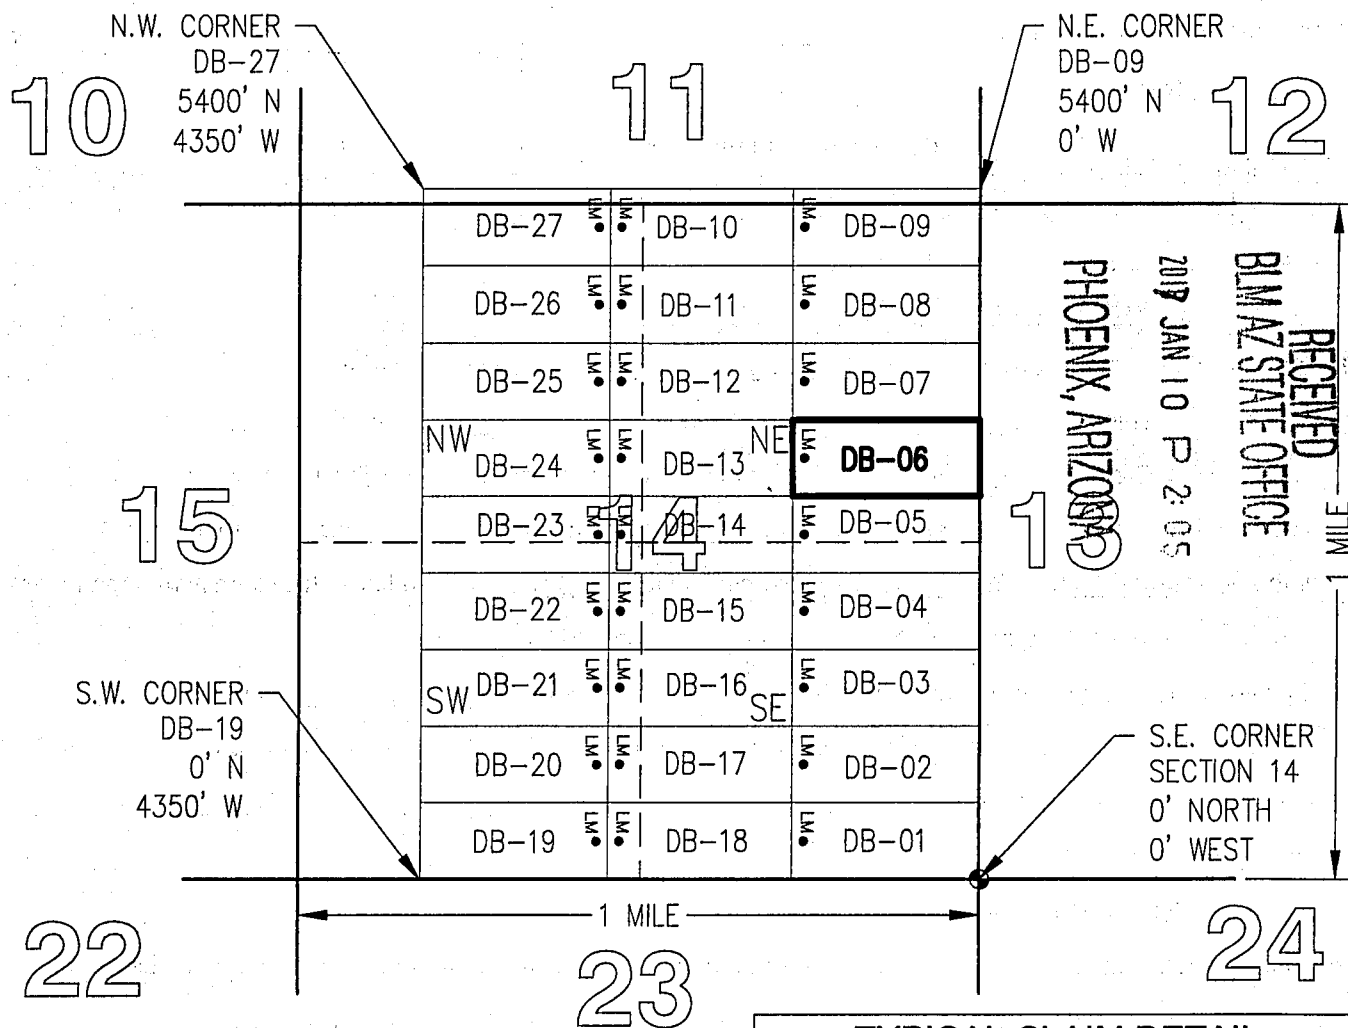 N.W. CORNER
DB-27
5400' N
4350' W
N.E. CORNER
DB-09
5400' N
0' W
10
11
12
LM LM LM
DB-27 DB-10 DB-09
LM LM LM
DB-26 DB-11 DB-08
LM LM LM
DB-25 DB-12 DB-07
NW NE
LM LM LM
DB-24 DB-13 DB-06
15 14 13
LM LM LM
DB-23 DB-14 DB-05
LM LM LM
DB-22 DB-15 DB-04
LM LM LM
DB-21 DB-16 DB-03
SW SE
LM LM LM
DB-20 DB-17 DB-02
LM LM LM
DB-19 DB-18 DB-01
RECEIVED
BLM AZ STATE OFFICE
JAN 10 P 2:05
PHOENIX, ARIZONA
1 MILE
S.W. CORNER
DB-19
0' N
4350' W
S.E. CORNER
SECTION 14
0' NORTH
0' WEST
1 MILE
22
23
24
TYPICAL CLAIM DETAIL